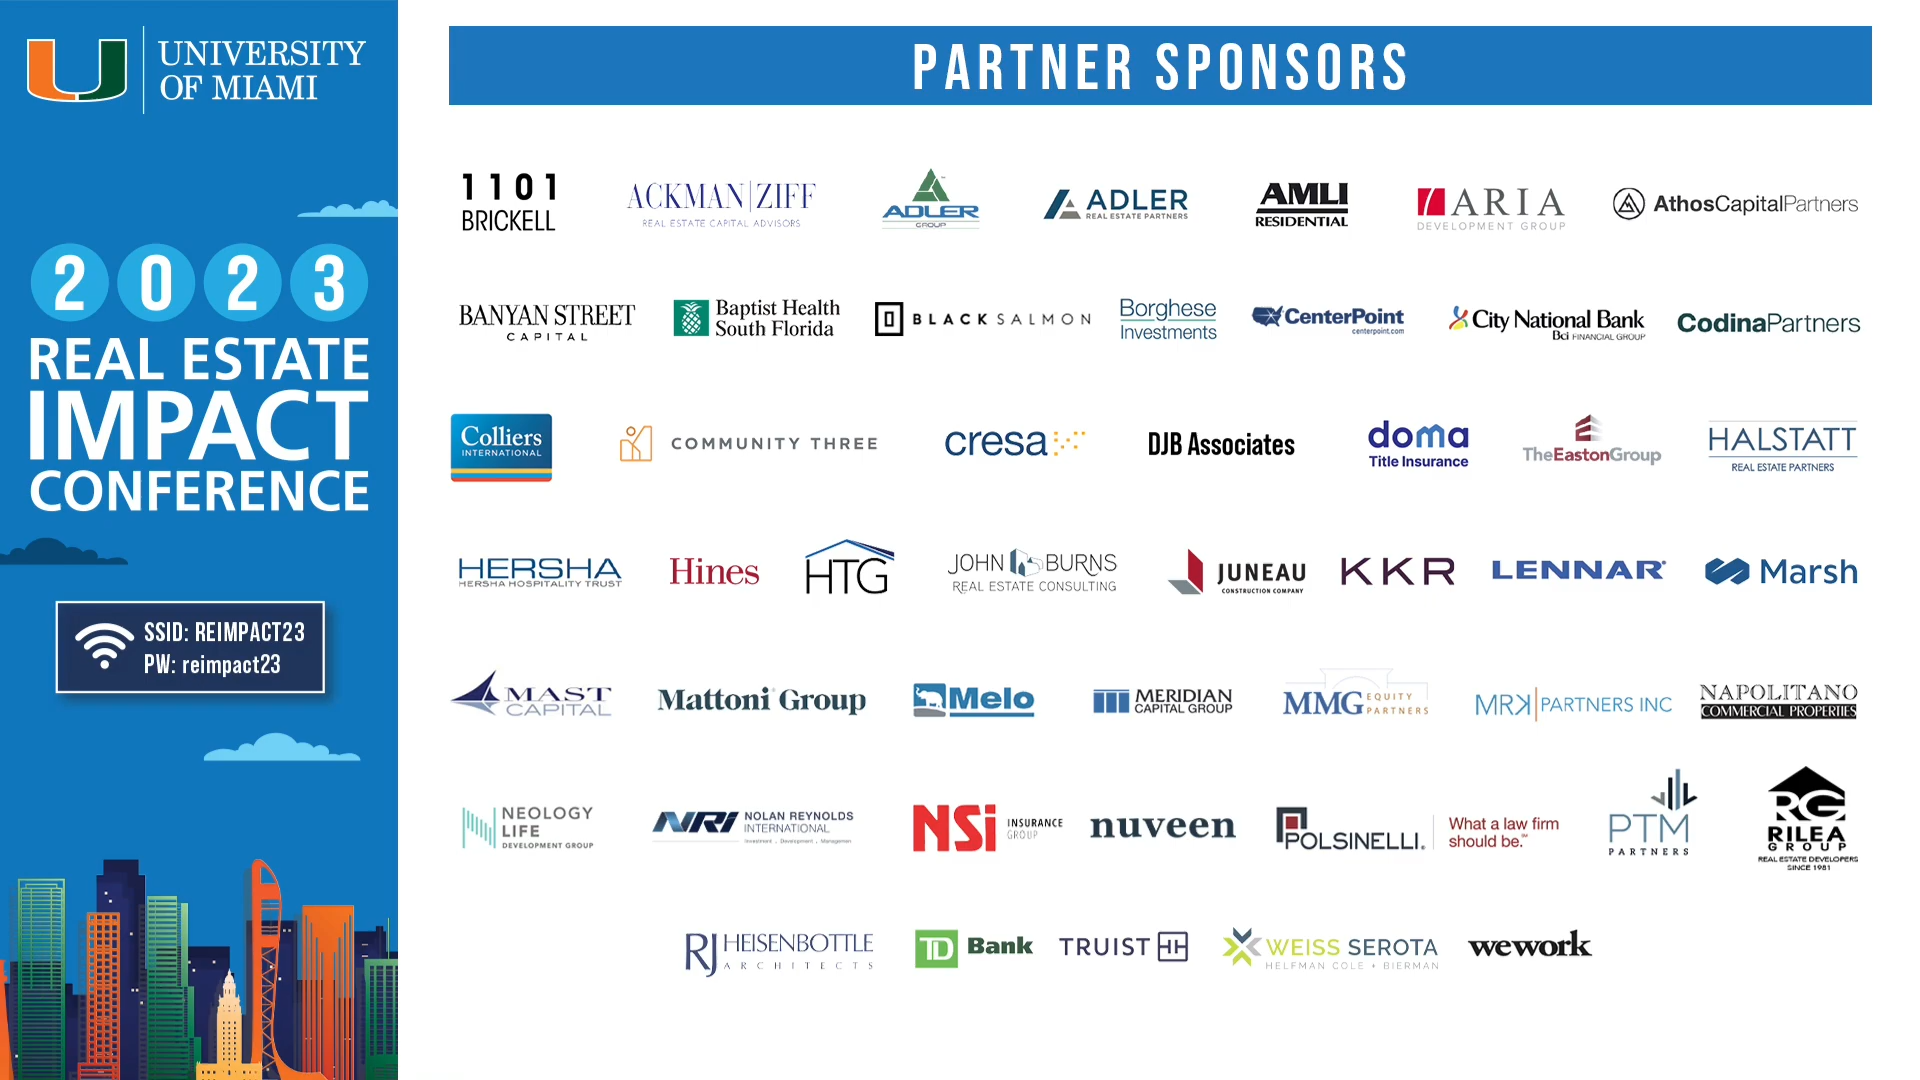 UNIVERSITY
OF MIAMI
2023
REAL ESTATE
IMPACT
CONFERENCE
SSID: REIMPACT23
PW: reimpact23
PARTNER SPONSORS
1101
BRICKELL
ACKMAN|ZIFF
REAL ESTATE CAPITAL ADVISORS
ADLER
GROUP
ADLER
REAL ESTATE PARTNERS
AMLI
RESIDENTIAL
ARIA
DEVELOPMENT GROUP
AthosCapitalPartners
BANYAN STREET
CAPITAL
Baptist Health
South Florida
BLACKSALMON
Borghese
Investments
CenterPoint
centerpoint.com
City National Bank
Bci FINANCIAL GROUP
CodinaPartners
Colliers
INTERNATIONAL
COMMUNITY THREE
cresa
DJB Associates
doma
Title Insurance
TheEastonGroup
HALSTATT
REAL ESTATE PARTNERS
HERSHA
HERSHA HOSPITALITY TRUST
Hines
HTG
JOHN BURNS
REAL ESTATE CONSULTING
JUNEAU
CONSTRUCTION COMPANY
KKR
LENNAR®
Marsh
MAST
CAPITAL
Mattoni® Group
Melo
MERIDIAN
CAPITAL GROUP
MMG EQUITY
PARTNERS
MRK|PARTNERS INC
NAPOLITANO
COMMERCIAL PROPERTIES
NEOLOGY
LIFE
DEVELOPMENT GROUP
NRI NOLAN REYNOLDS
INTERNATIONAL
Investment . Development . Management
NSi INSURANCE
GROUP
nuveen
POLSINELLI®
What a law firm
should be.℠
PTM
PARTNERS
RG
RILEA
GROUP
REAL ESTATE DEVELOPERS
SINCE 1981
RJ HEISENBOTTLE
ARCHITECTS
TD Bank
TRUIST
WEISS SEROTA
HELFMAN COLE + BIERMAN
wework